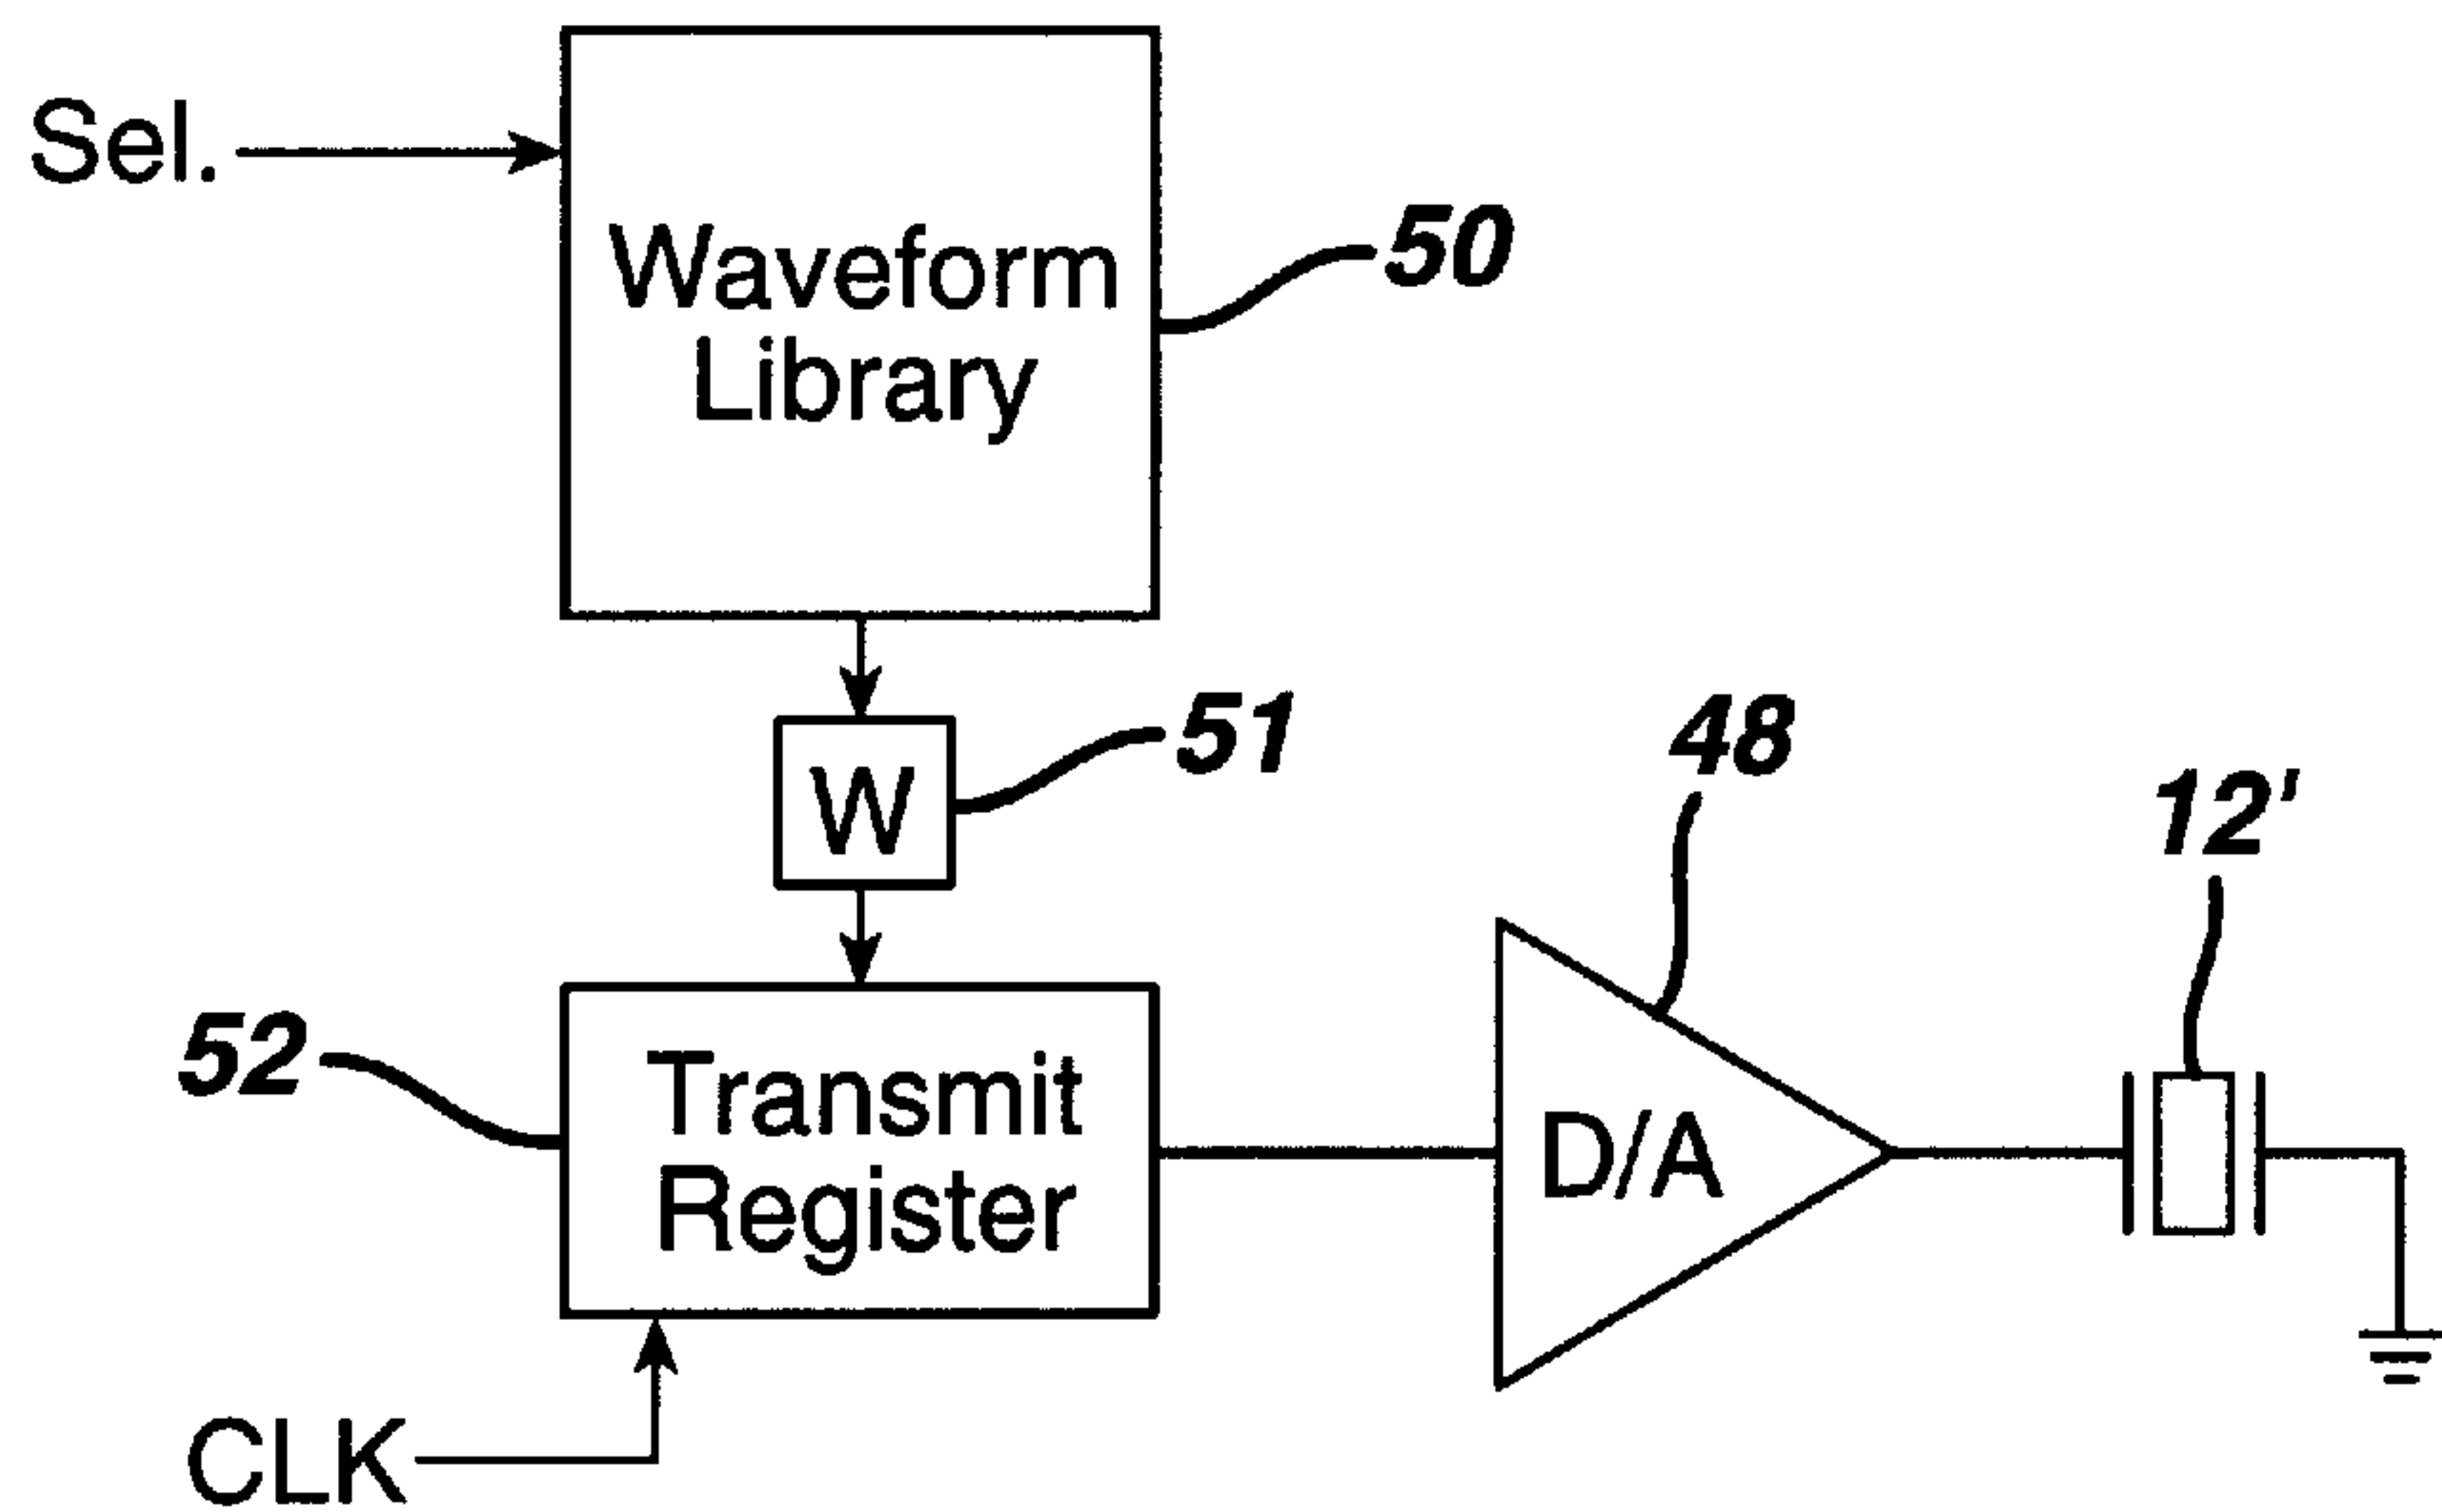 Sel.
Waveform
Library
50
W
51
48
12'
52
Transmit
Register
D/A
CLK